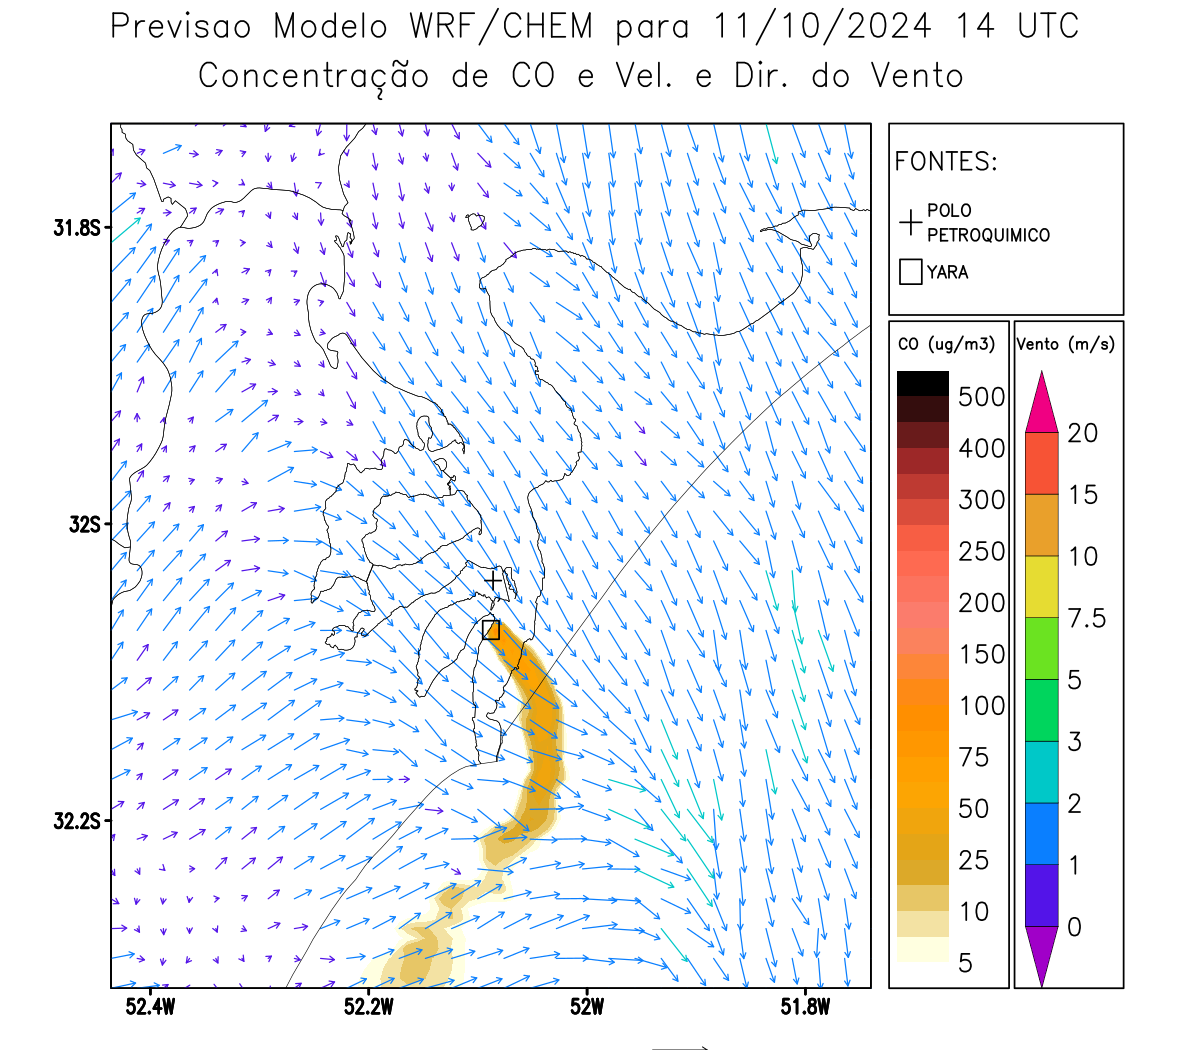 Previsao Modelo WRF/CHEM para 11/10/2024 14 UTC
Concentração de CO e Vel. e Dir. do Vento
FONTES:
POLO
PETROQUIMICO
YARA
CO (ug/m3)
500
400
300
250
200
150
100
75
50
25
10
5
Vento (m/s)
20
15
10
7.5
5
3
2
1
0
31.8S
32S
32.2S
52.4W
52.2W
52W
51.8W